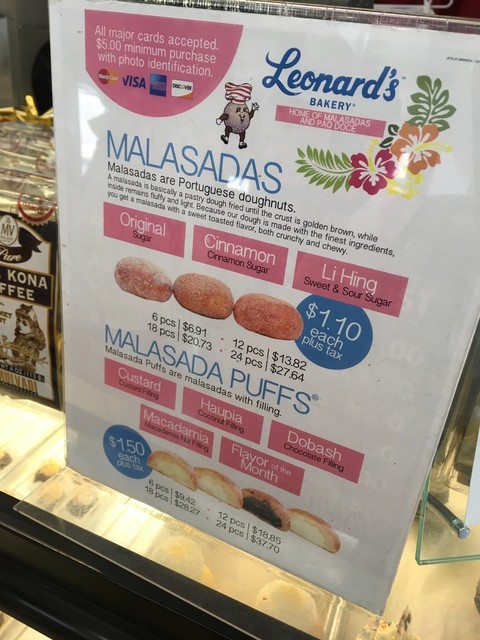 All major cards accepted.
$5.00 minimum purchase
with photo identification.
MasterCard VISA DISCOVER
Leonard's
BAKERY®
HOME OF MALASADAS
AND PAO DOCE
MALASADAS
Malasadas are Portuguese doughnuts.
A malasada is basically a pastry dough fried until the crust is golden brown, while
inside remains fluffy and light. Because our dough is made with the finest ingredients,
you get a malasada with a sweet toasted flavor, both crunchy and chewy.
Original
Sugar
Cinnamon
Cinnamon Sugar
Li Hing
Sweet & Sour Sugar
$1.10
each
plus tax
6 pcs | $6.91 · 12 pcs | $13.82
18 pcs | $20.73 · 24 pcs | $27.64
MALASADA PUFFS®
Malasada Puffs are malasadas with filling.
Custard
Custard Filling
Haupia
Coconut Filling
Dobash
Chocolate Filling
Macadamia
Macadamia Nut Filling
Flavor of the
Month
$1.50
each
plus tax
6 pcs | $9.42 · 12 pcs | $18.85
18 pcs | $28.27 · 24 pcs | $37.70
MV
Pure
KONA